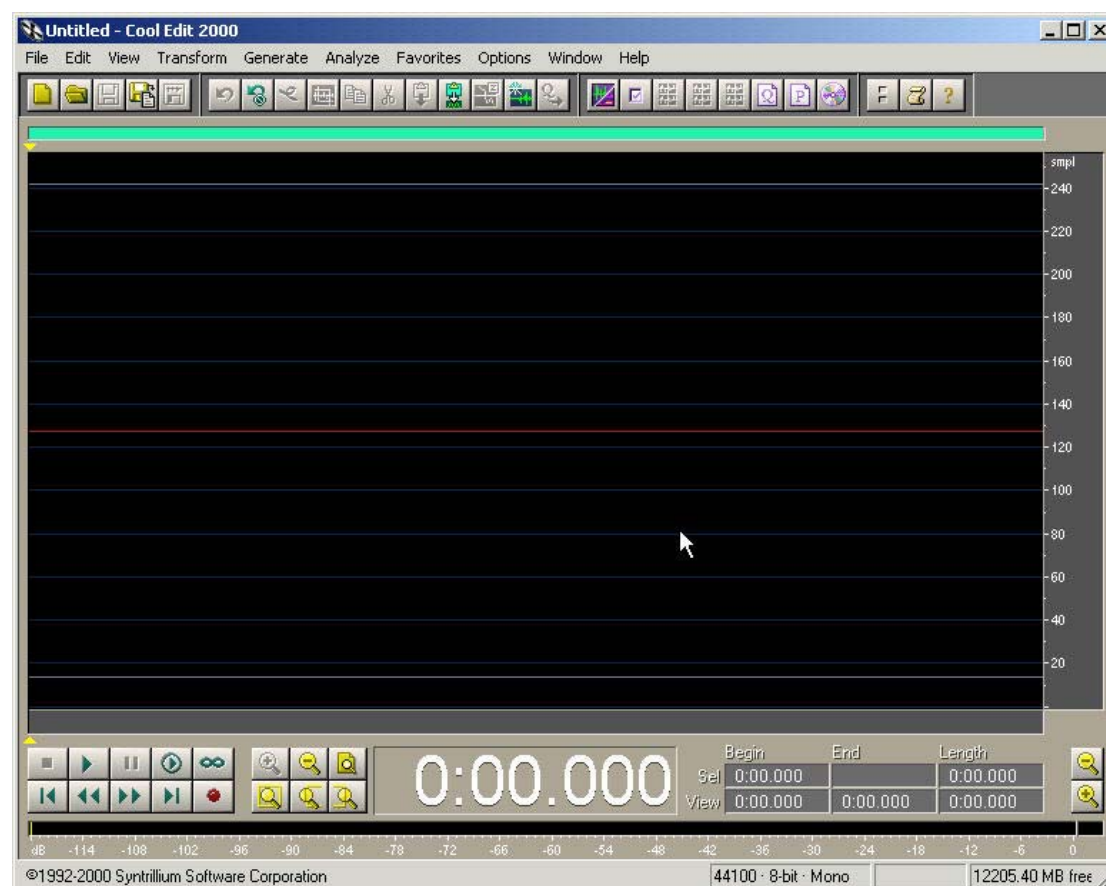 Untitled - Cool Edit 2000
File Edit View Transform Generate Analyze Favorites Options Window Help
smpl
240
220
200
180
160
140
120
100
80
60
40
20
0:00.000
Begin End Length
Sel 0:00.000 0:00.000
View 0:00.000 0:00.000 0:00.000
dB -114 -108 -102 -96 -90 -84 -78 -72 -66 -60 -54 -48 -42 -36 -30 -24 -18 -12 -6 0
©1992-2000 Syntrillium Software Corporation 44100 · 8-bit · Mono 12205.40 MB free